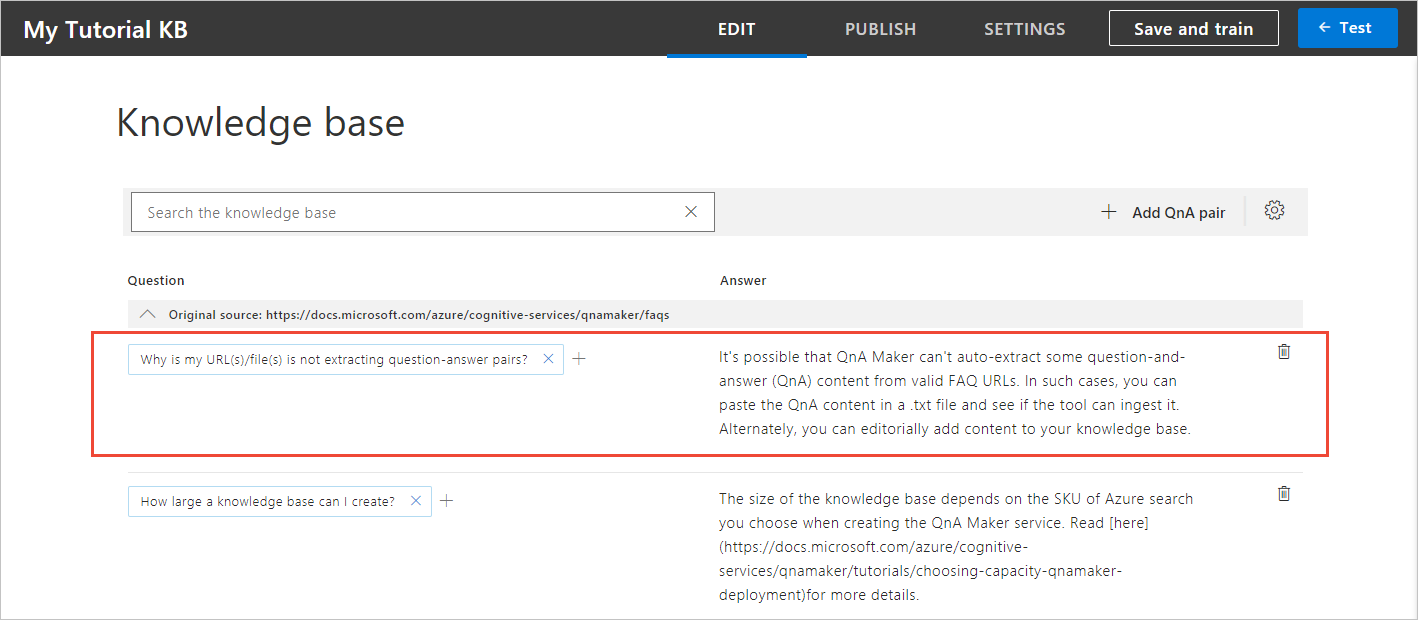 My Tutorial KB
EDIT
PUBLISH
SETTINGS
Save and train
Test
Knowledge base
Search the knowledge base
Add QnA pair
Question
Answer
Original source: https://docs.microsoft.com/azure/cognitive-services/qnamaker/faqs
Why is my URL(s)/file(s) is not extracting question-answer pairs?
It's possible that QnA Maker can't auto-extract some question-and-
answer (QnA) content from valid FAQ URLs. In such cases, you can
paste the QnA content in a .txt file and see if the tool can ingest it.
Alternately, you can editorially add content to your knowledge base.
How large a knowledge base can I create?
The size of the knowledge base depends on the SKU of Azure search
you choose when creating the QnA Maker service. Read [here]
(https://docs.microsoft.com/azure/cognitive-
services/qnamaker/tutorials/choosing-capacity-qnamaker-
deployment)for more details.